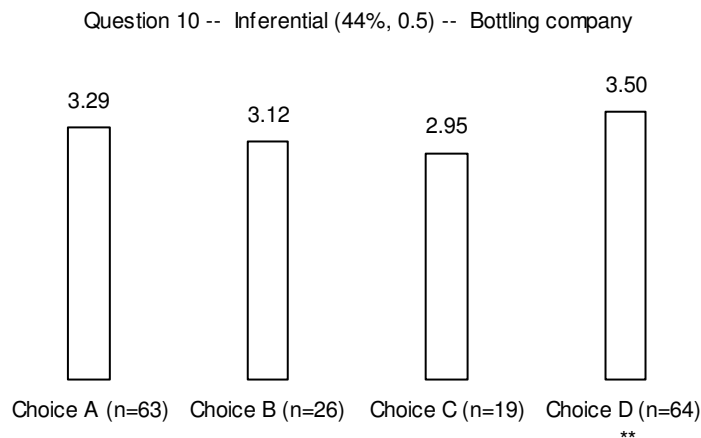 Question 10 -- Inferential (44%, 0.5) -- Bottling company
3.29
3.12
2.95
3.50
Choice A (n=63)
Choice B (n=26)
Choice C (n=19)
Choice D (n=64)
**